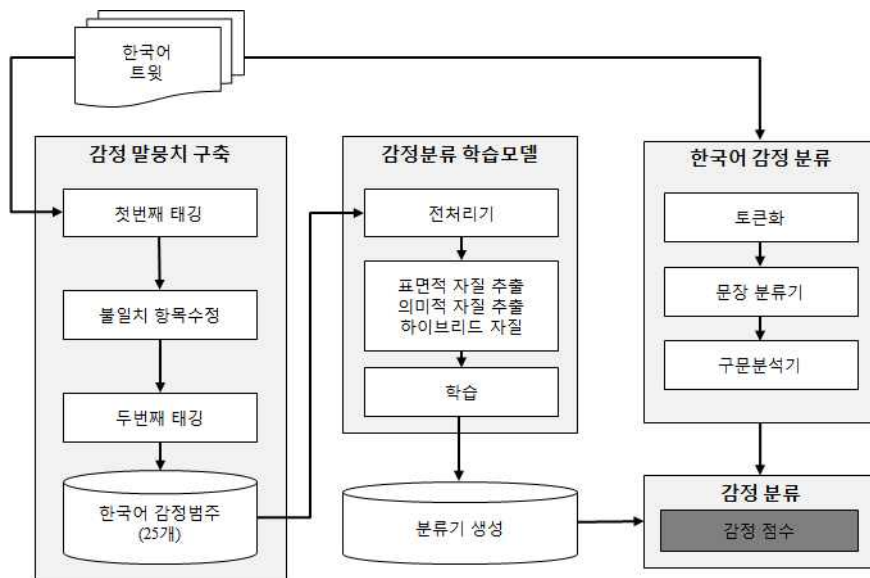 한국어
트윗
감정 말뭉치 구축
첫번째 태깅
불일치 항목수정
두번째 태깅
한국어 감정범주
(25개)
감정분류 학습모델
전처리기
표면적 자질 추출
의미적 자질 추출
하이브리드 자질
학습
분류기 생성
한국어 감정 분류
토큰화
문장 분류기
구문분석기
감정 분류
감정 점수